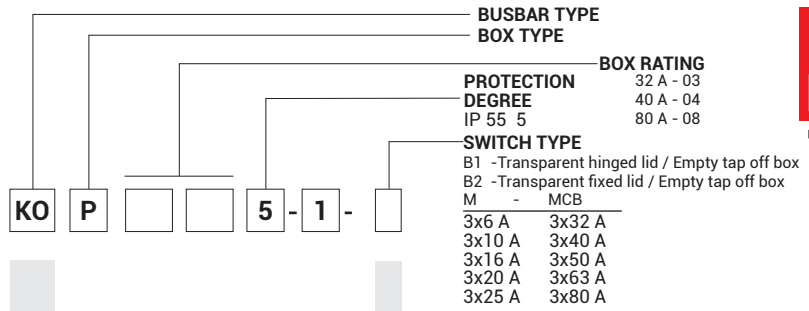 BUSBAR TYPE
BOX TYPE
BOX RATING
32 A - 03
40 A - 04
80 A - 08
PROTECTION
DEGREE
IP 55 5
SWITCH TYPE
B1 -Transparent hinged lid / Empty tap off box
B2 -Transparent fixed lid / Empty tap off box
M - MCB
3x6 A 3x32 A
3x10 A 3x40 A
3x16 A 3x50 A
3x20 A 3x63 A
3x25 A 3x80 A
KO P 5 - 1 -